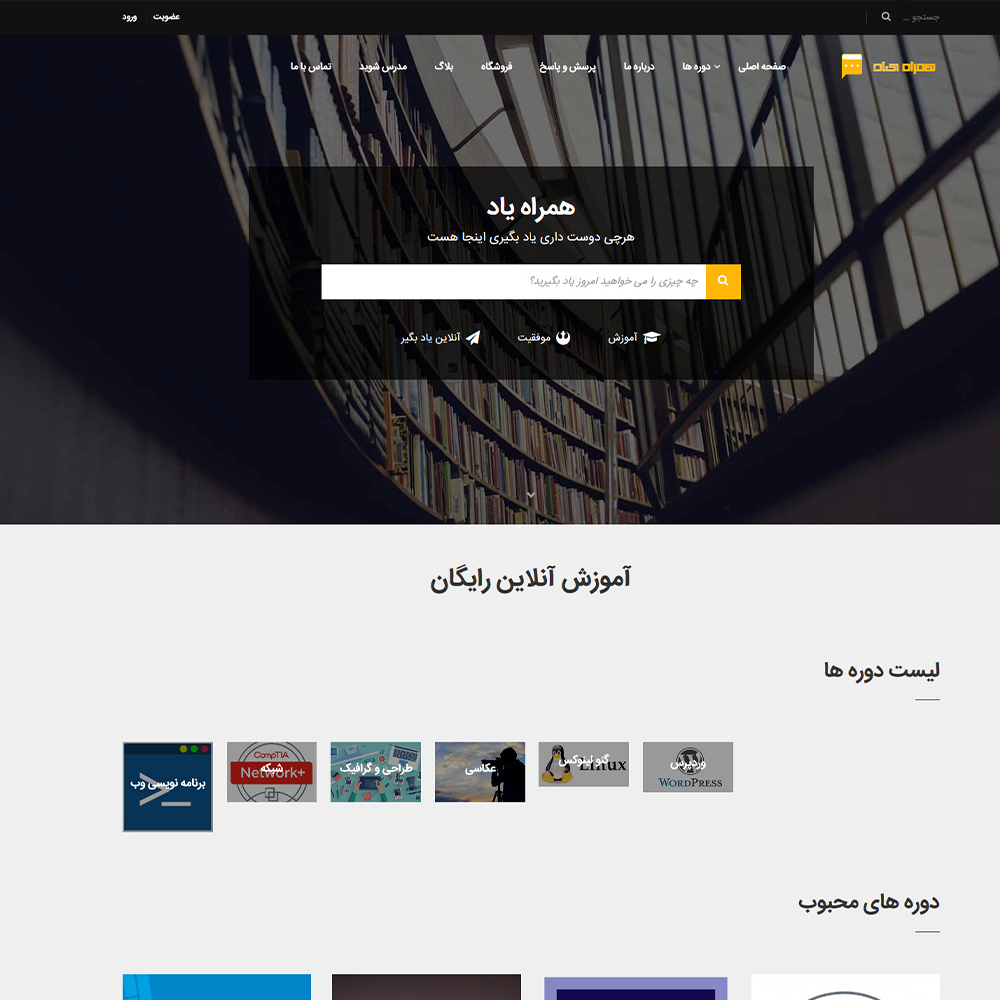 جستجو ...
عضویت
ورود
همراه یاد
صفحه اصلی
دوره ها
درباره ما
پرسش و پاسخ
فروشگاه
بلاگ
مدرس شوید
تماس با ما
همراه یاد
هرچی دوست داری یاد بگیری اینجا هست
چه چیزی را می خواهید امروز یاد بگیرید؟
آموزش
موفقیت
آنلاین یاد بگیر
آموزش آنلاین رایگان
لیست دوره ها
وردپرس
WORDPRESS
گنو لینوکس
Linux
عکاسی
طراحی و گرافیک
CompTIA
Network+
شبکه
برنامه نویسی وب
دوره های محبوب